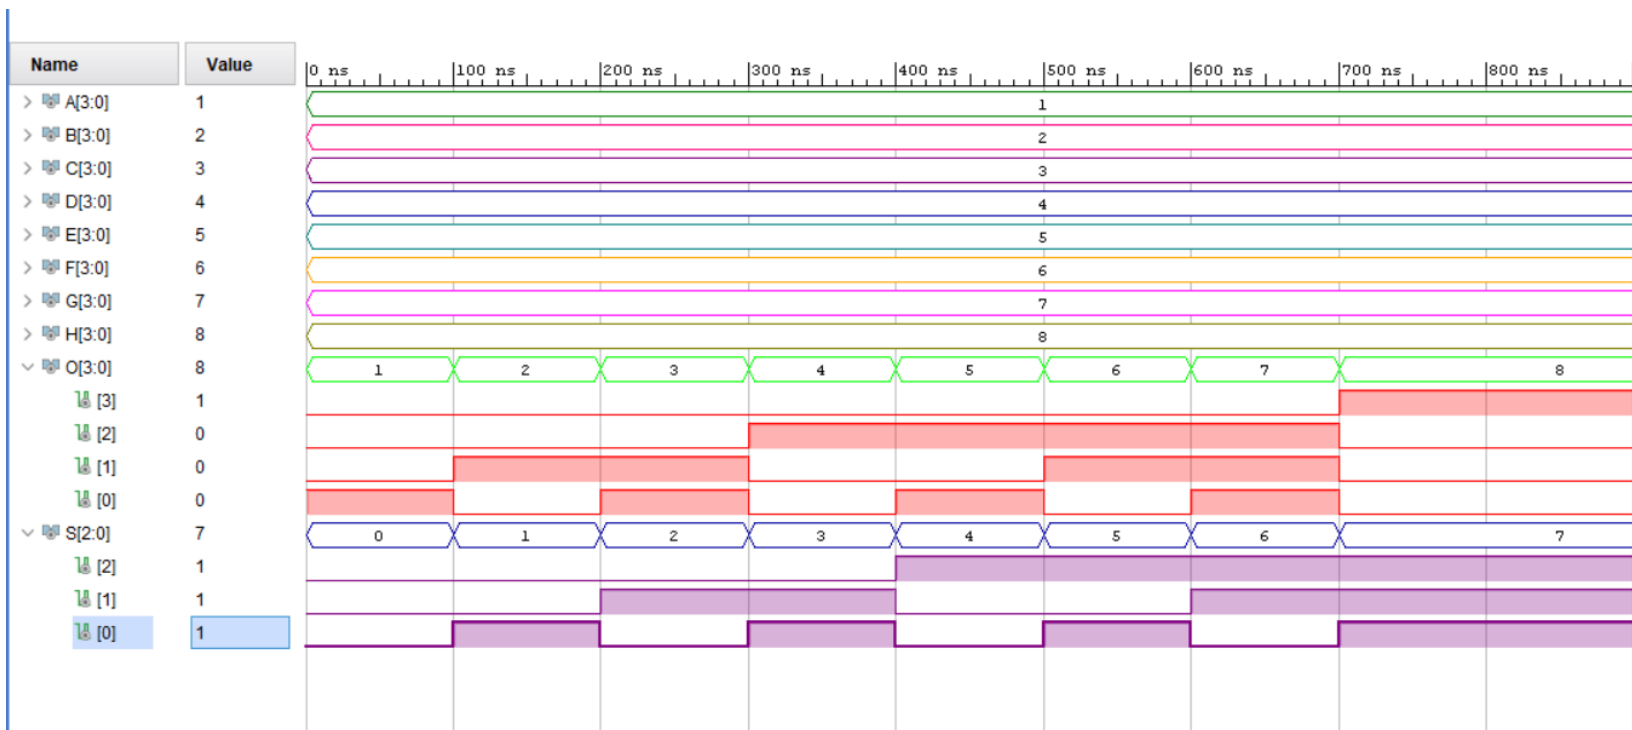 Name Value 0 ns 100 ns 200 ns 300 ns 400 ns 500 ns 600 ns 700 ns 800 ns
A[3:0] 1 1
B[3:0] 2 2
C[3:0] 3 3
D[3:0] 4 4
E[3:0] 5 5
F[3:0] 6 6
G[3:0] 7 7
H[3:0] 8 8
O[3:0] 8 1 2 3 4 5 6 7 8
[3] 1
[2] 0
[1] 0
[0] 0
S[2:0] 7 0 1 2 3 4 5 6 7
[2] 1
[1] 1
[0] 1